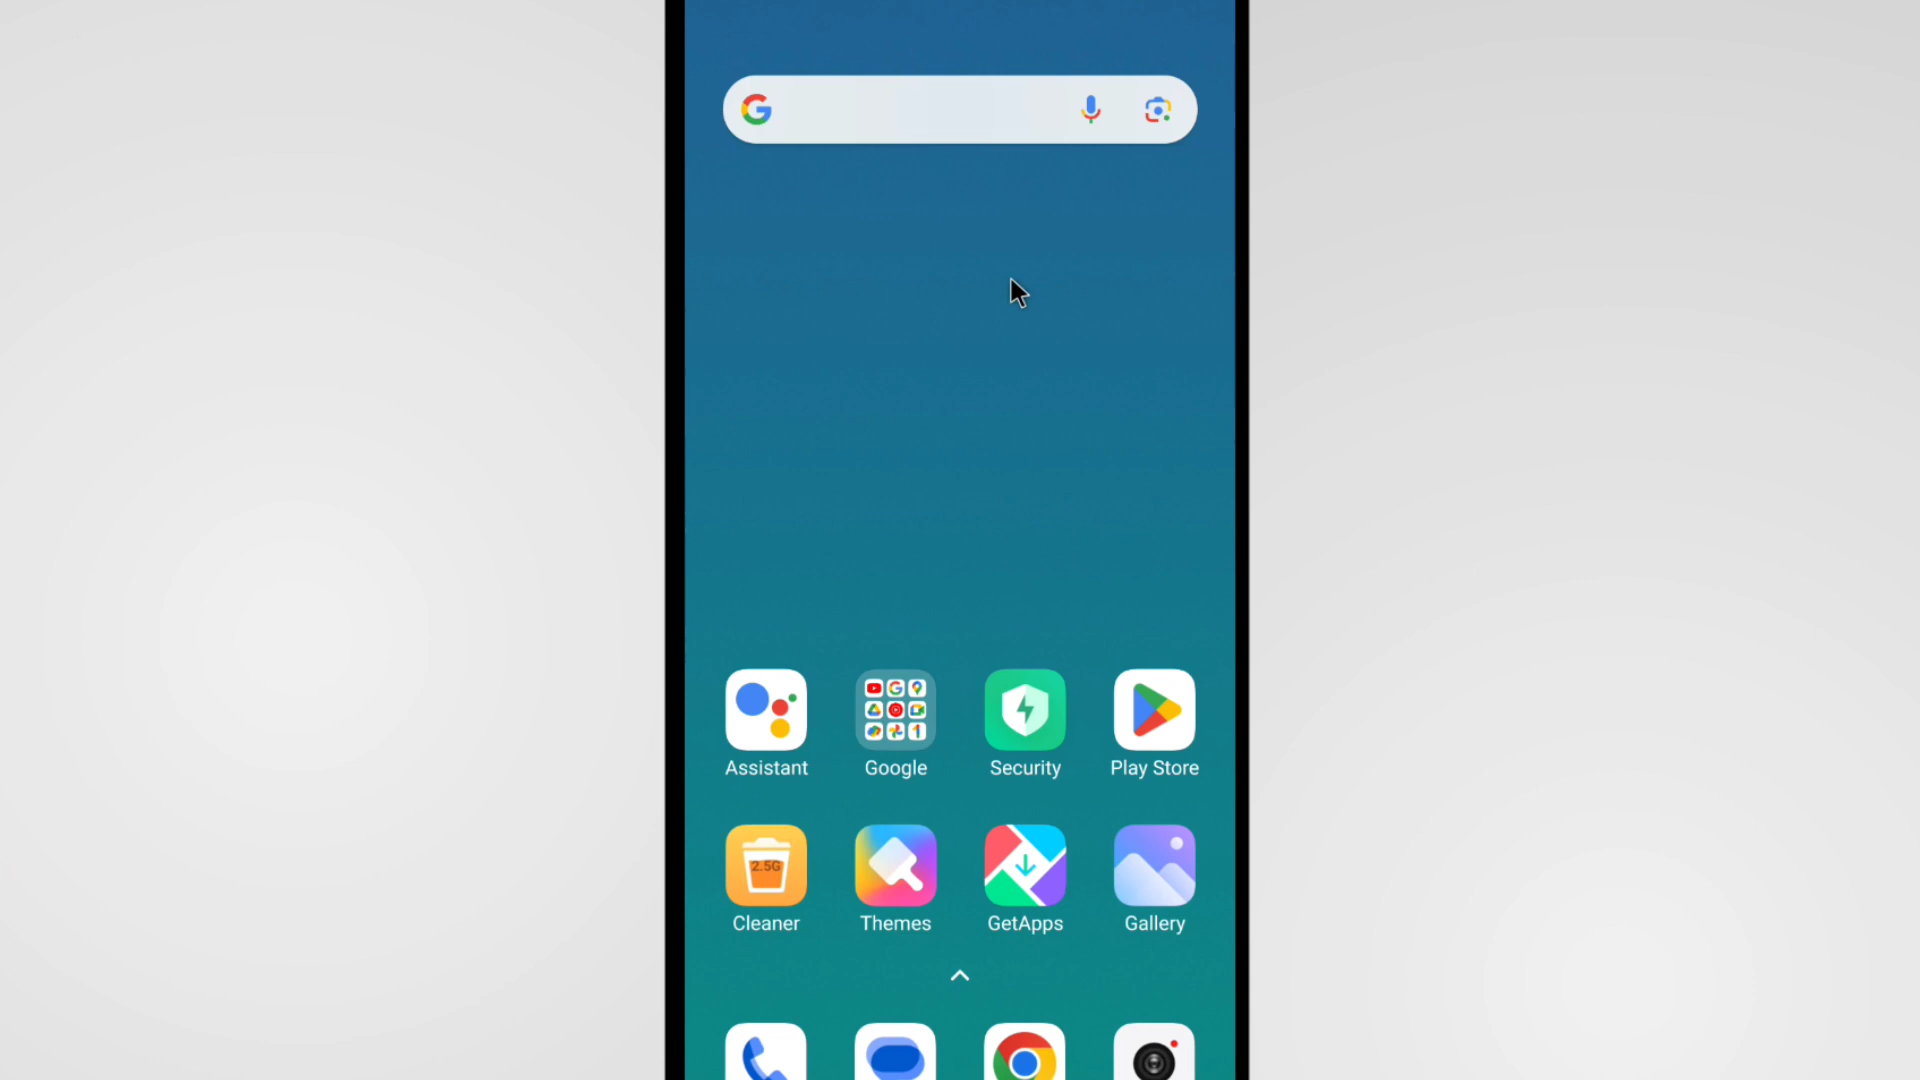 Assistant
Google
Security
Play Store
2.5G
Cleaner
Themes
GetApps
Gallery